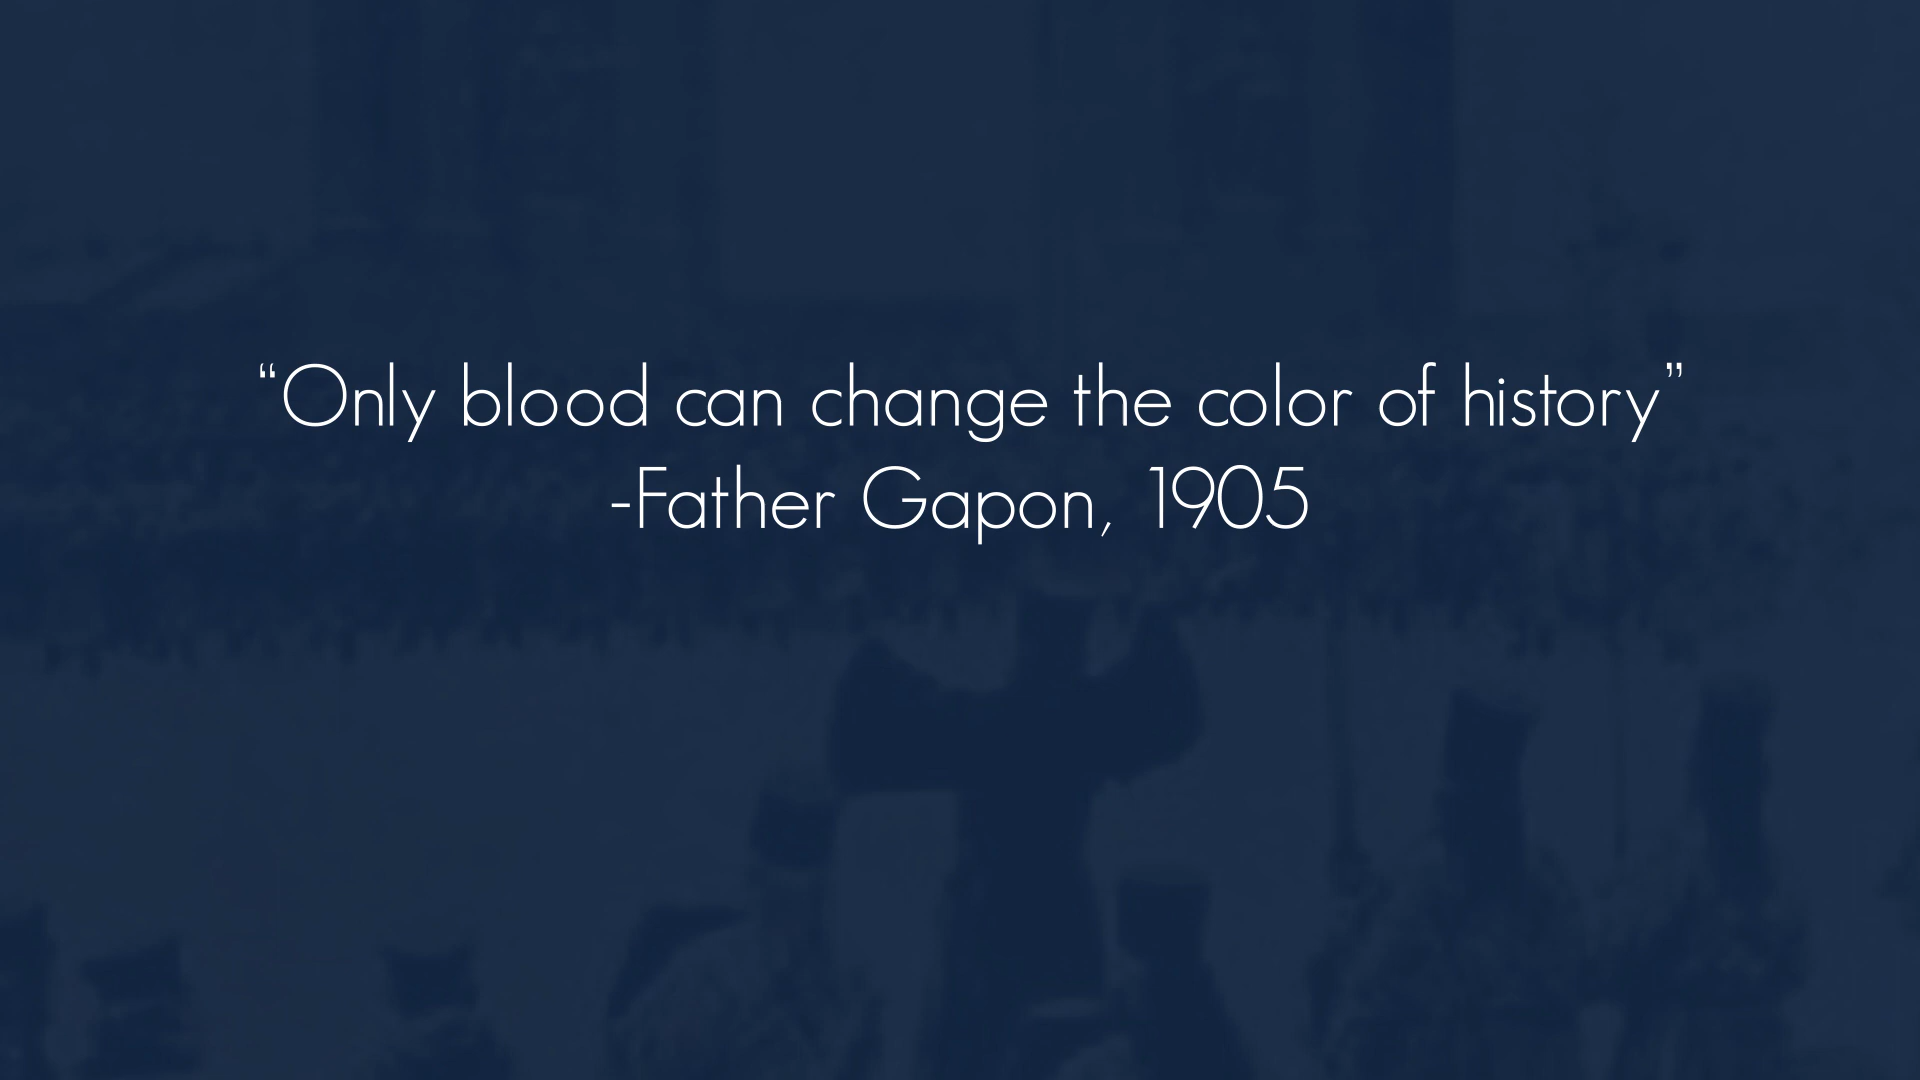 “Only blood can change the color of history”
-Father Gapon, 1905